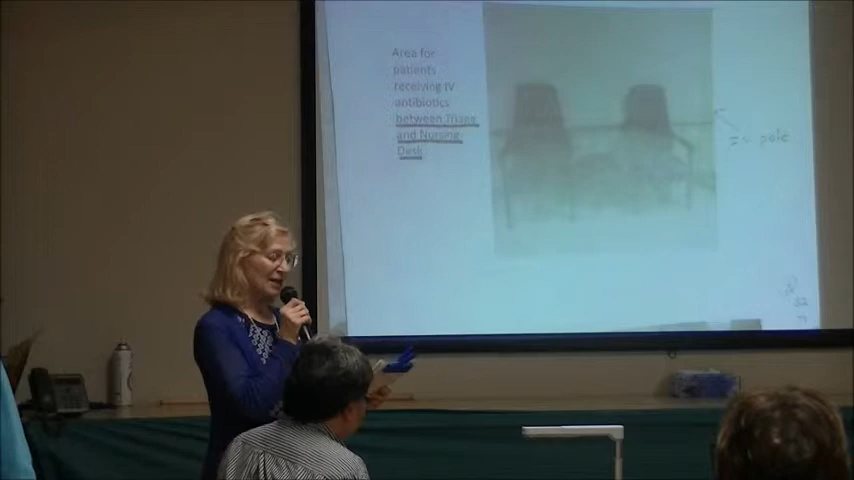 Area for
patients
receiving IV
antibiotics
between Triage
and Nursing
Desk
pole